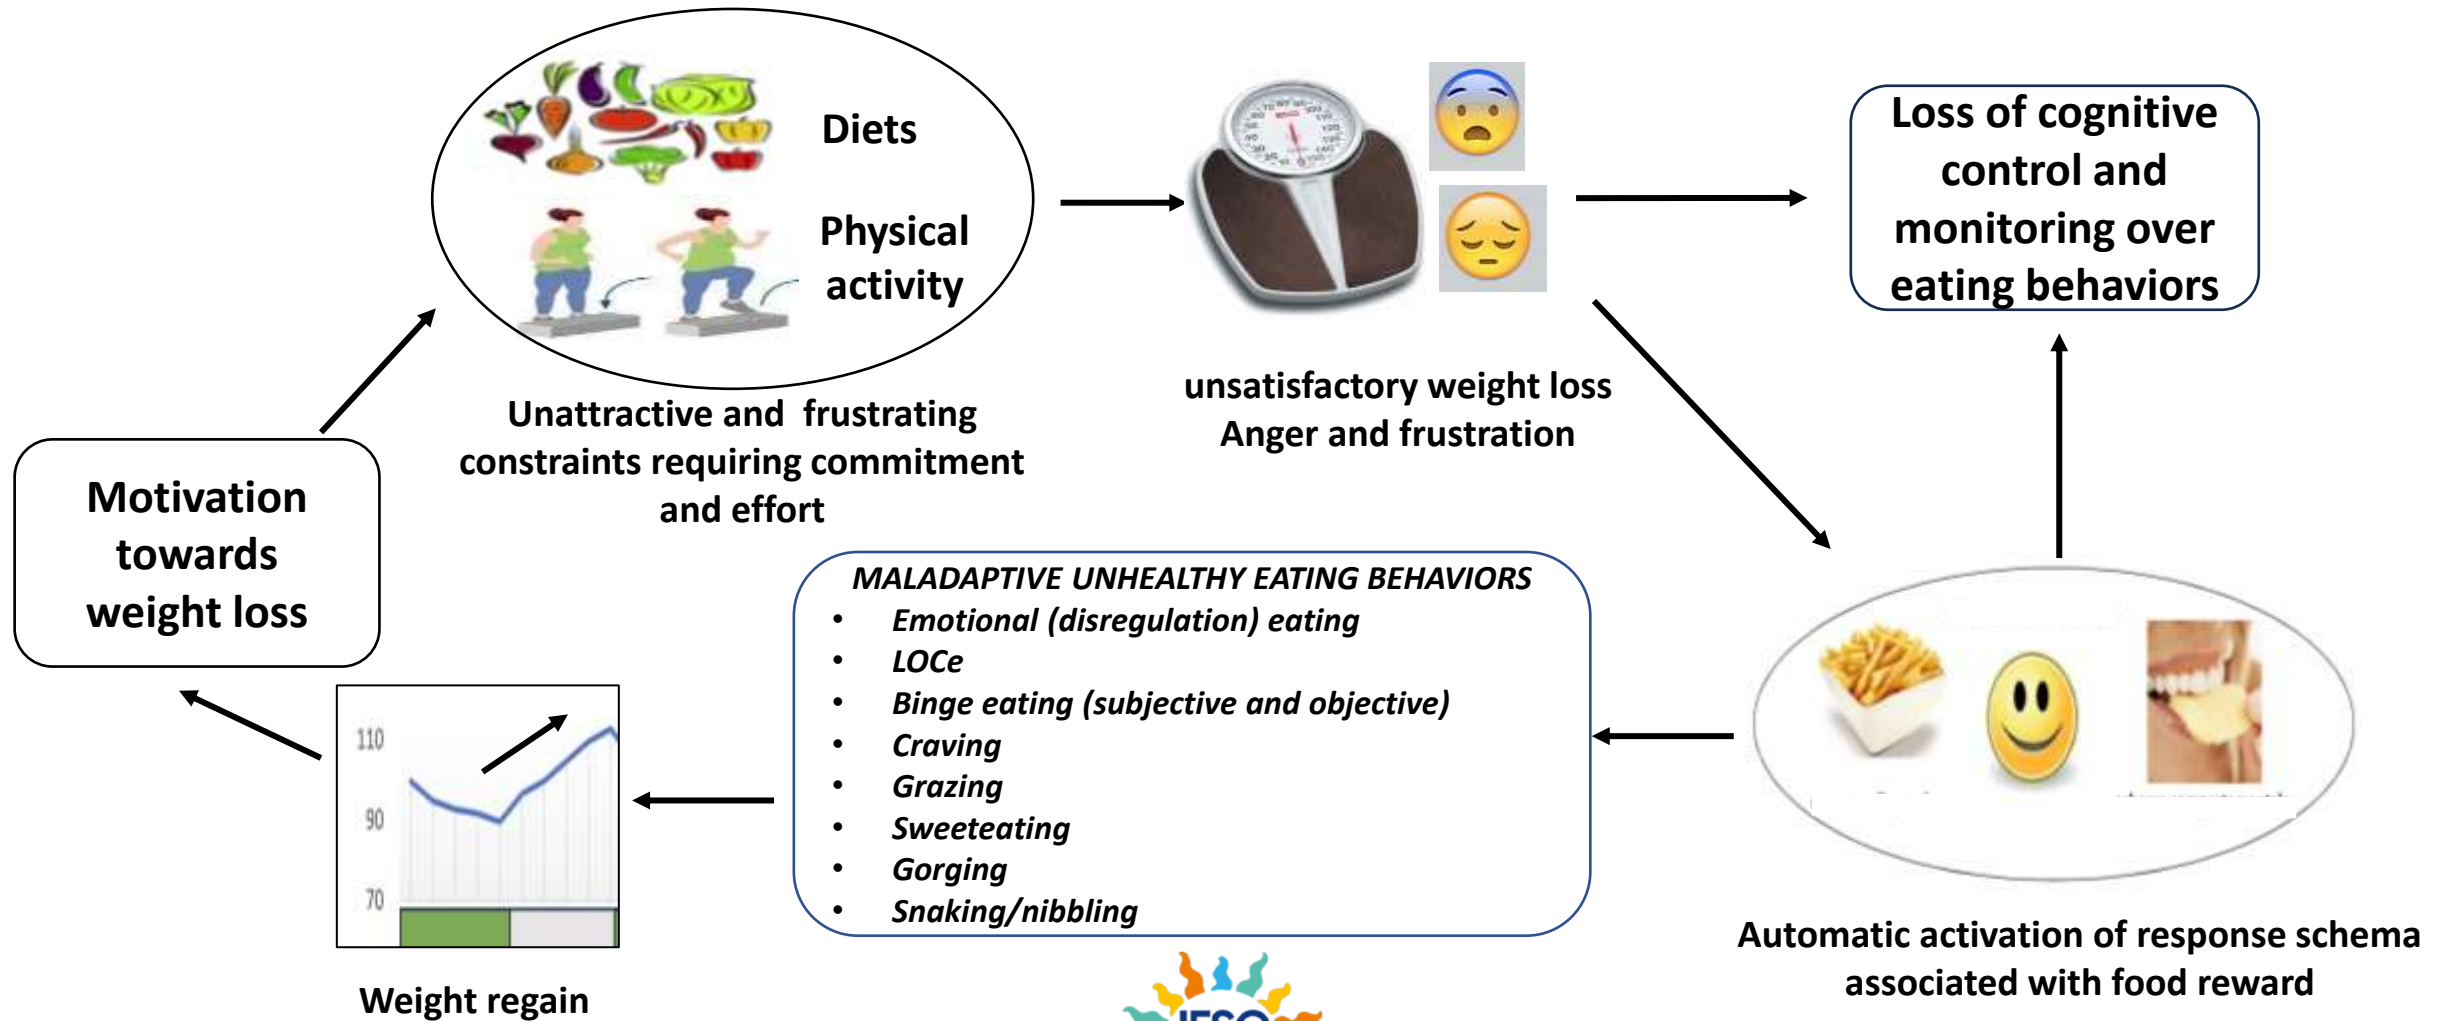 Diets
Physical
activity
Unattractive and frustrating
constraints requiring commitment
and effort
unsatisfactory weight loss
Anger and frustration
Loss of cognitive
control and
monitoring over
eating behaviors
Motivation
towards
weight loss
MALADAPTIVE UNHEALTHY EATING BEHAVIORS
• Emotional (disregulation) eating
• LOCe
• Binge eating (subjective and objective)
• Craving
• Grazing
• Sweeteating
• Gorging
• Snaking/nibbling
110
90
70
Weight regain
Automatic activation of response schema
associated with food reward
IFSO